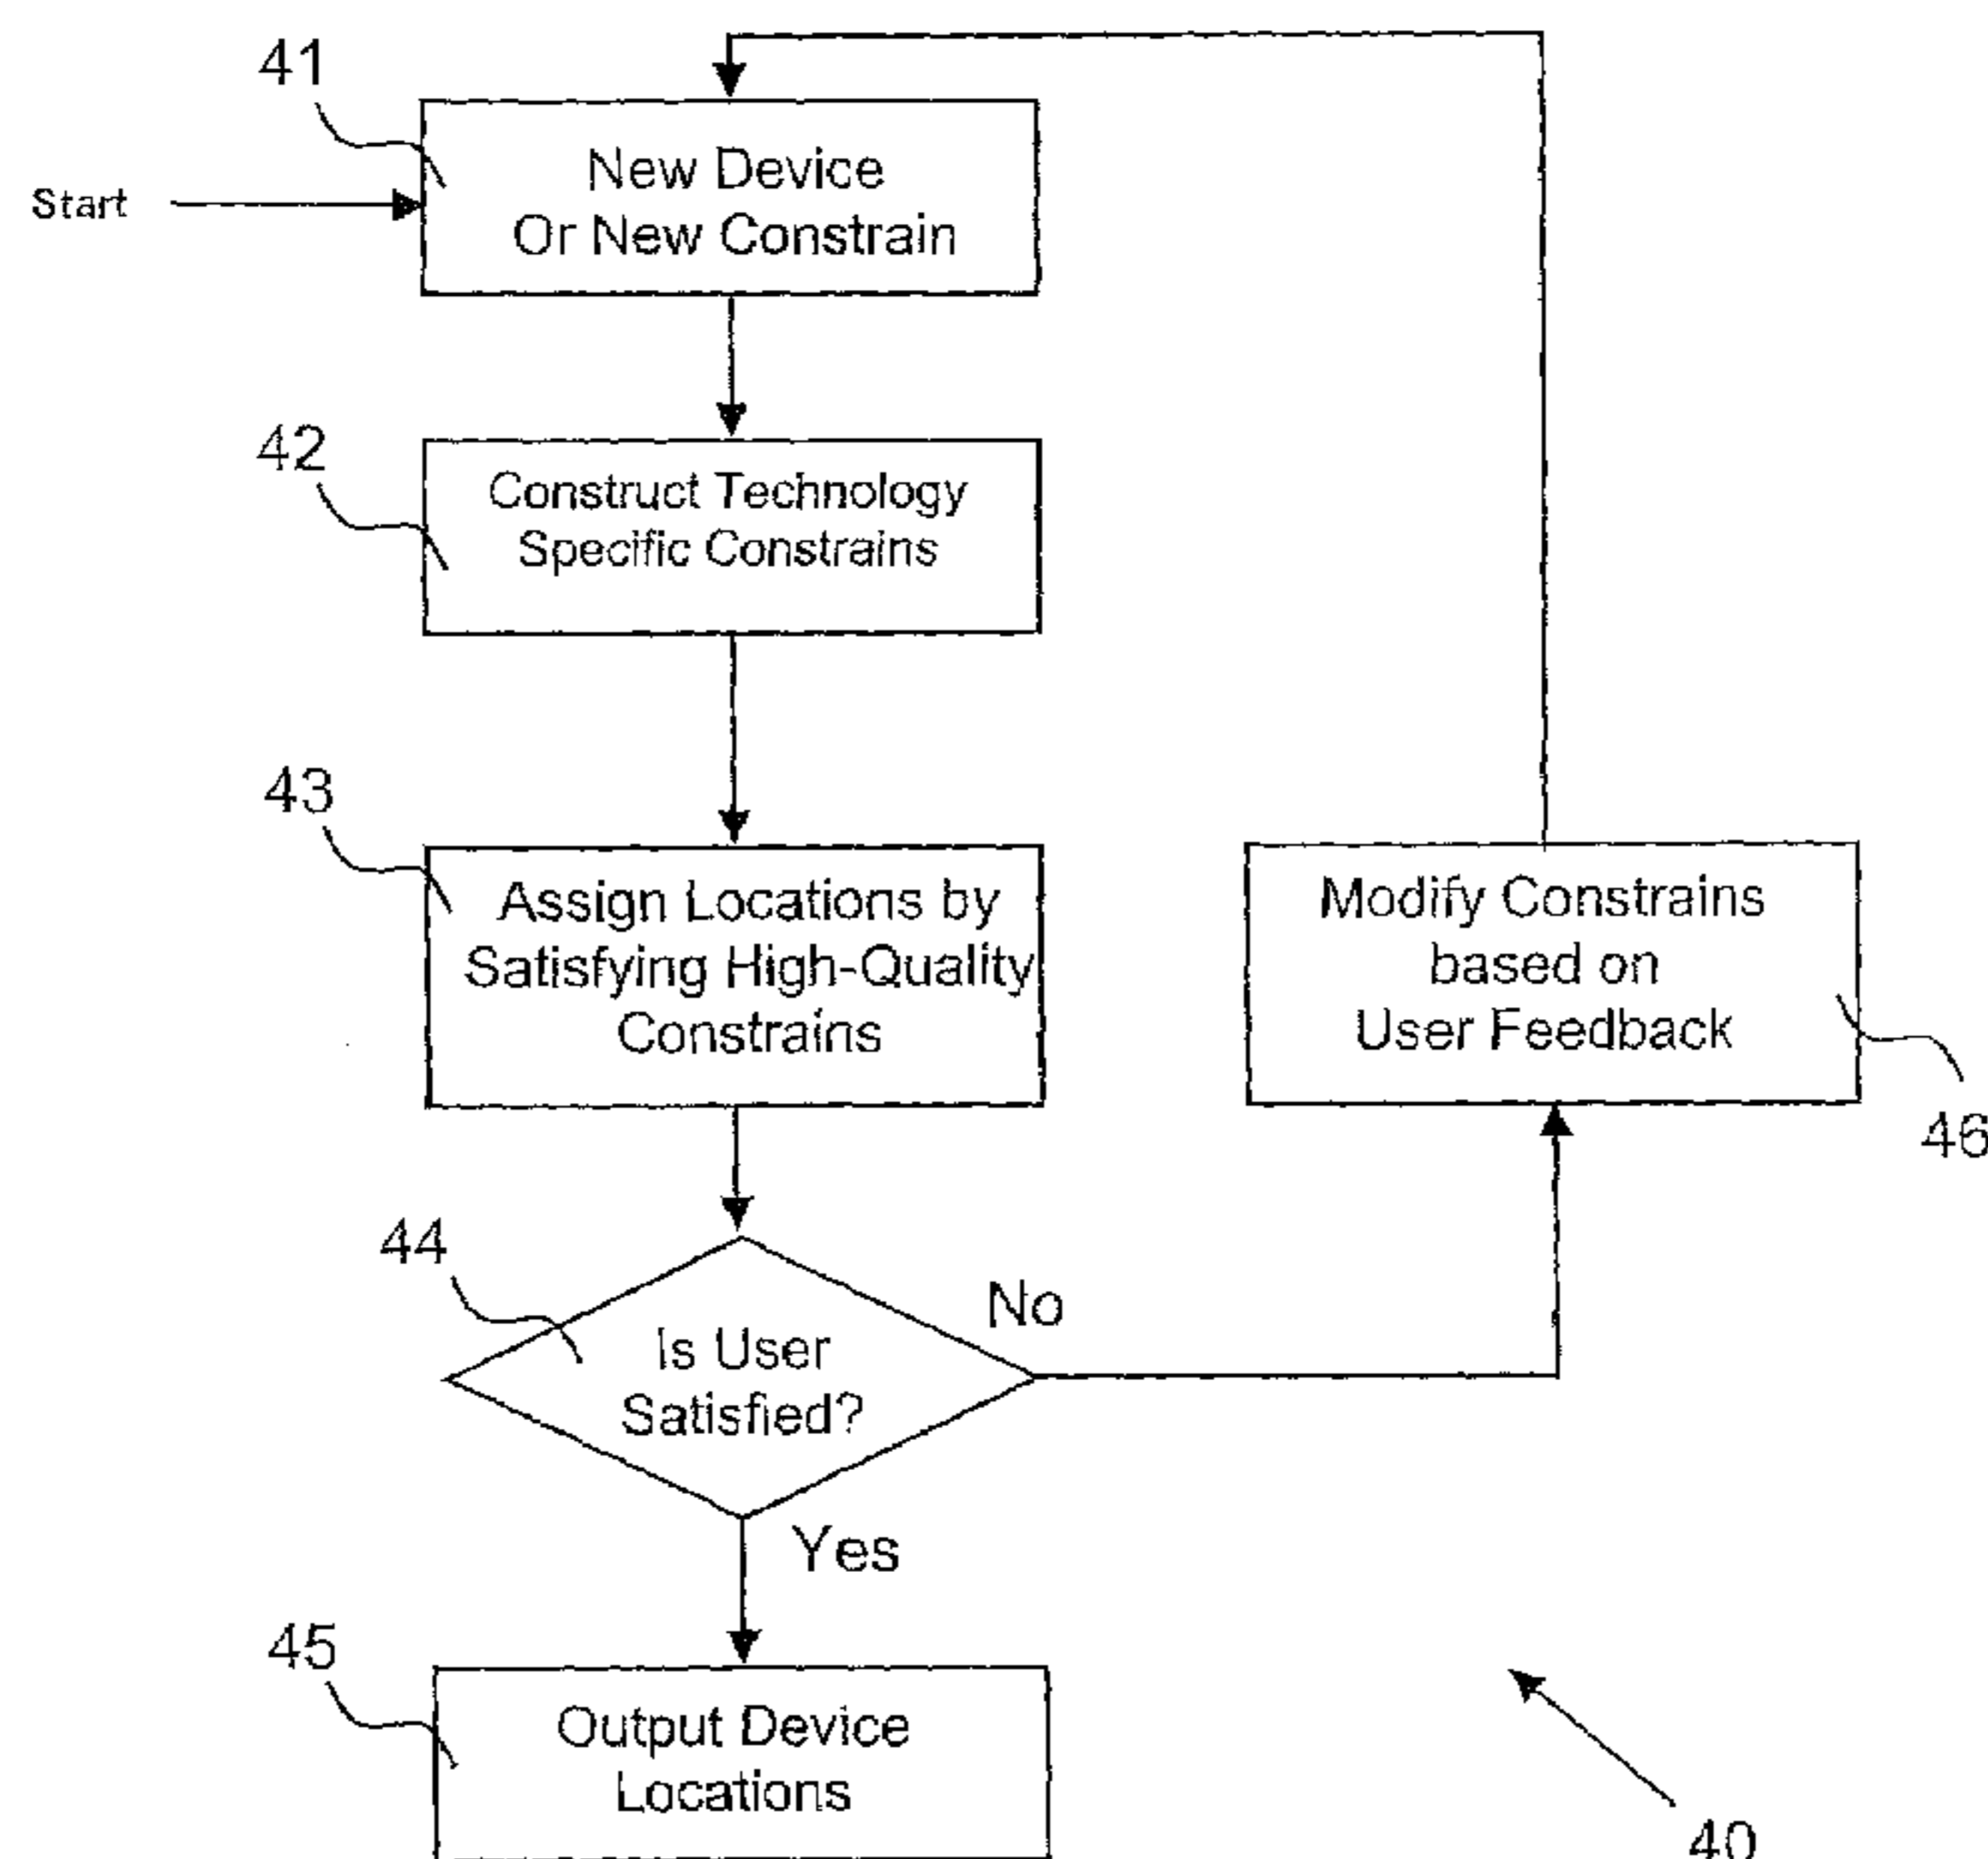 41
Start
New Device
Or New Constrain
42
Construct Technology
Specific Constrains
43
Assign Locations by
Satisfying High-Quality
Constrains
Modify Constrains
based on
User Feedback
46
44
Is User
Satisfied?
No
Yes
45
Output Device
Locations
40